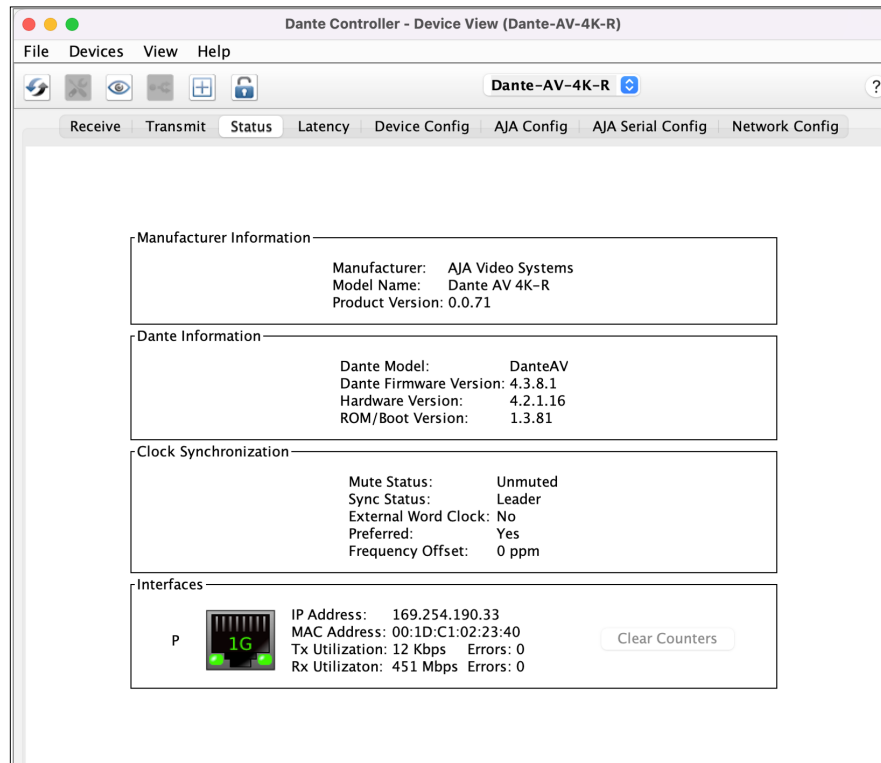 Dante Controller - Device View (Dante-AV-4K-R)
File Devices View Help
Dante-AV-4K-R
?
Receive Transmit Status Latency Device Config AJA Config AJA Serial Config Network Config
Manufacturer Information
Manufacturer: AJA Video Systems
Model Name: Dante AV 4K-R
Product Version: 0.0.71
Dante Information
Dante Model: DanteAV
Dante Firmware Version: 4.3.8.1
Hardware Version: 4.2.1.16
ROM/Boot Version: 1.3.81
Clock Synchronization
Mute Status: Unmuted
Sync Status: Leader
External Word Clock: No
Preferred: Yes
Frequency Offset: 0 ppm
Interfaces
P
1G
IP Address: 169.254.190.33
MAC Address: 00:1D:C1:02:23:40
Tx Utilization: 12 Kbps Errors: 0
Rx Utilizaton: 451 Mbps Errors: 0
Clear Counters